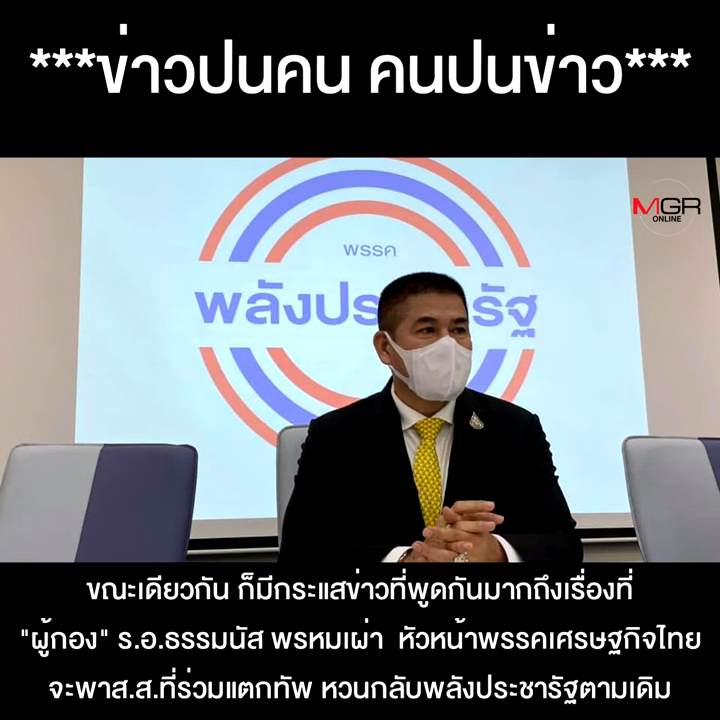 ***ข่าวปนคน คนปนข่าว***
MGR
ONLINE
พรรค
พลังปร รัฐ
ขณะเดียวกัน ก็มีกระแสข่าวที่พูดกันมากถึงเรื่องที่
"ผู้กอง" ร.อ.ธรรมนัส พรหมเผ่า หัวหน้าพรรคเศรษฐกิจไทย
จะพาส.ส.ที่ร่วมแตกทัพ หวนกลับพลังประชารัฐตามเดิม